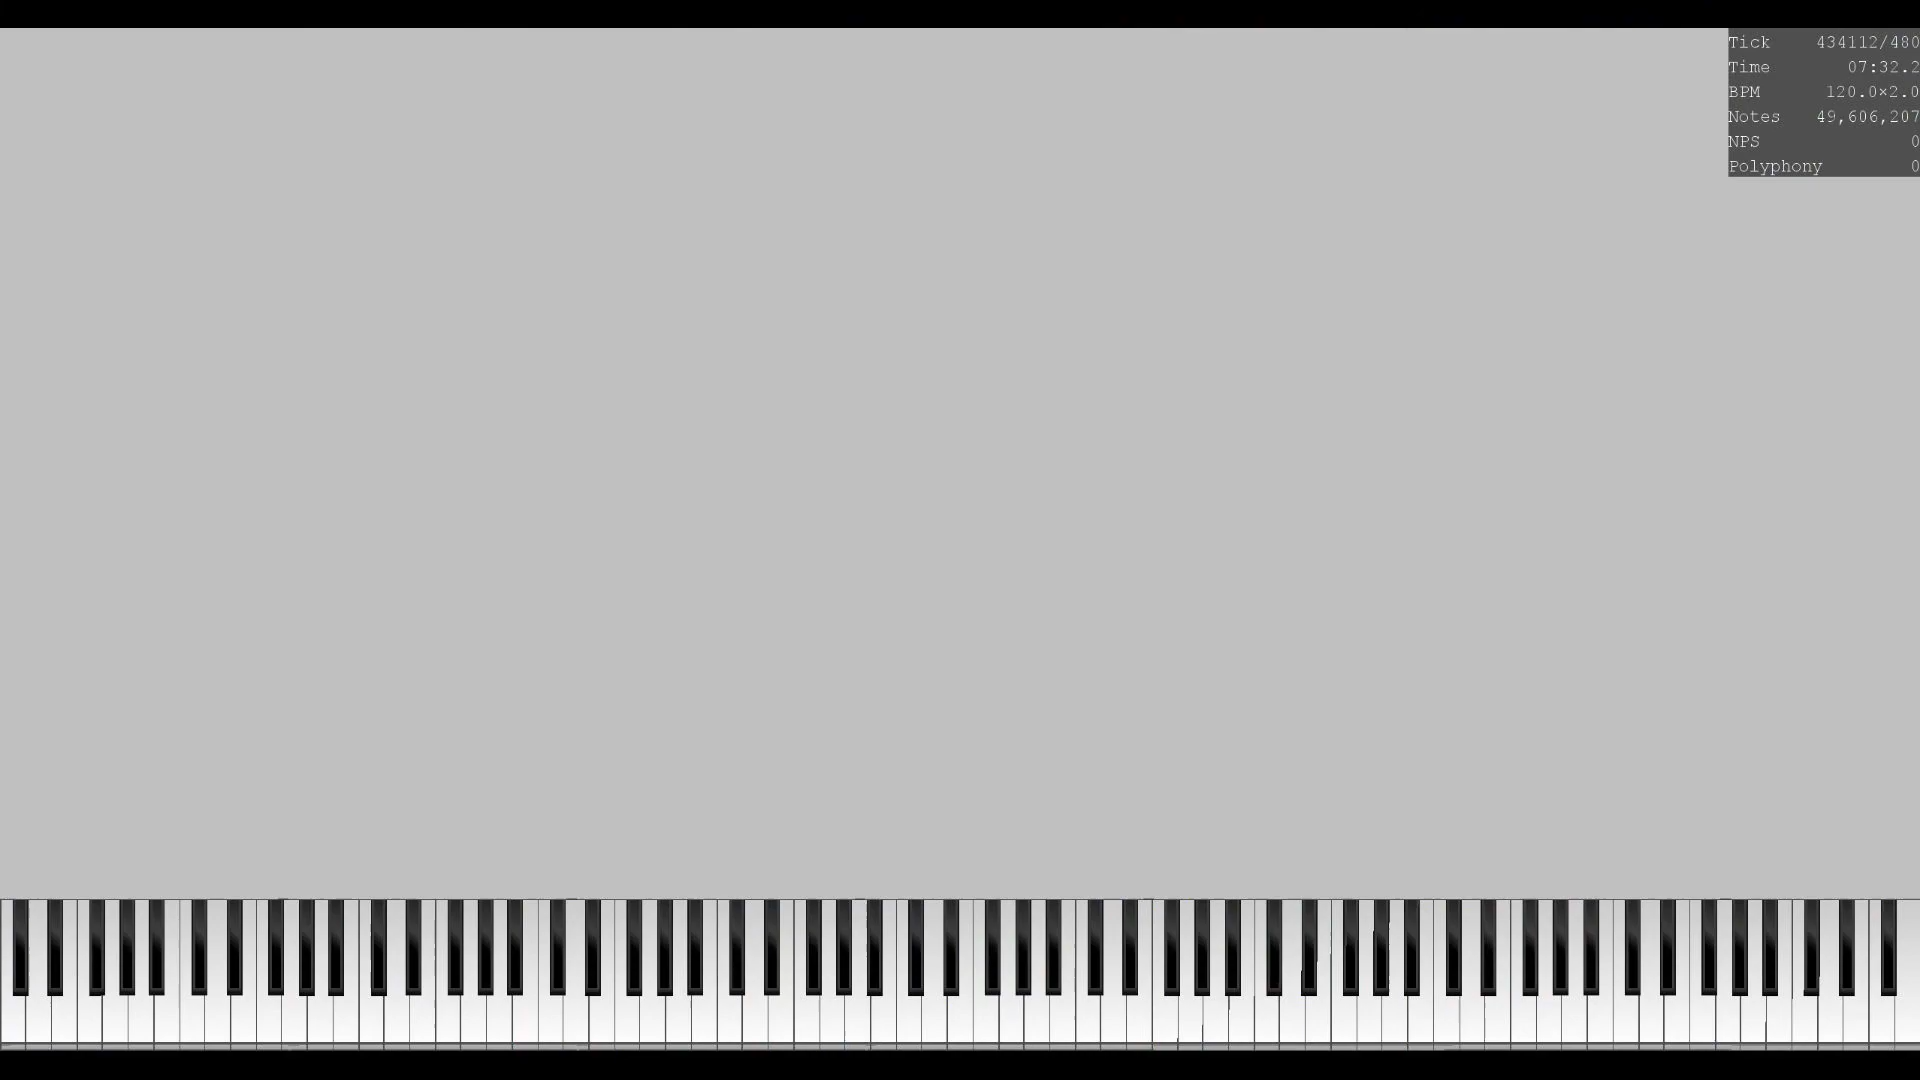 Tick 434112/480
Time 07:32.2
BPM 120.0×2.0
Notes 49,606,207
NPS 0
Polyphony 0